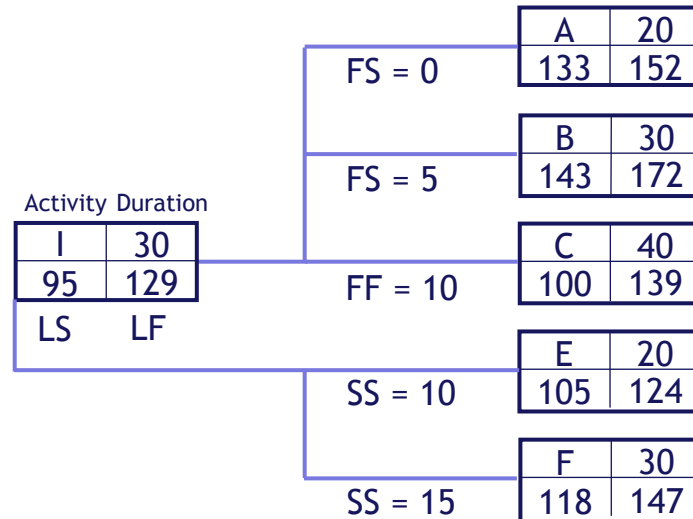 A 20
133 152
FS = 0
B 30
143 172
FS = 5
Activity Duration
I 30
95 129
LS LF
C 40
100 139
FF = 10
E 20
105 124
SS = 10
F 30
118 147
SS = 15